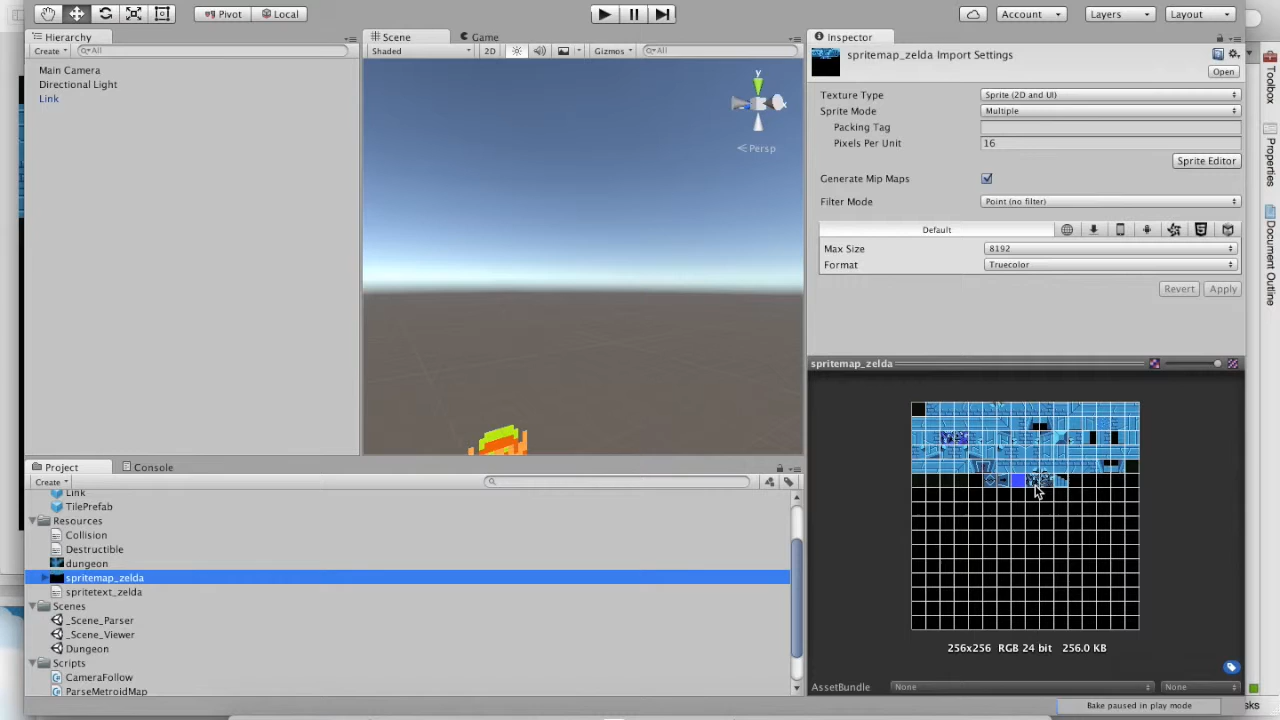 Pivot Local Account Layers Layout
Hierarchy Scene Game Inspector
Create All Shaded 2D Gizmos All
spritemap_zelda Import Settings
Open
Main Camera
Directional Light
Link
Texture Type Sprite (2D and UI)
Sprite Mode Multiple
Packing Tag
Pixels Per Unit 16
Sprite Editor
Generate Mip Maps
Filter Mode Point (no filter)
Default
Max Size 8192
Format Truecolor
Revert Apply
y
x
Persp
spritemap_zelda
256x256 RGB 24 bit 256.0 KB
AssetBundle None None
Bake paused in play mode
Project Console
Create
Link
TilePrefab
Resources
Collision
Destructible
dungeon
spritemap_zelda
spritetext_zelda
Scenes
_Scene_Parser
_Scene_Viewer
Dungeon
Scripts
CameraFollow
ParseMetroidMap
Toolbox
Properties
Document Outline